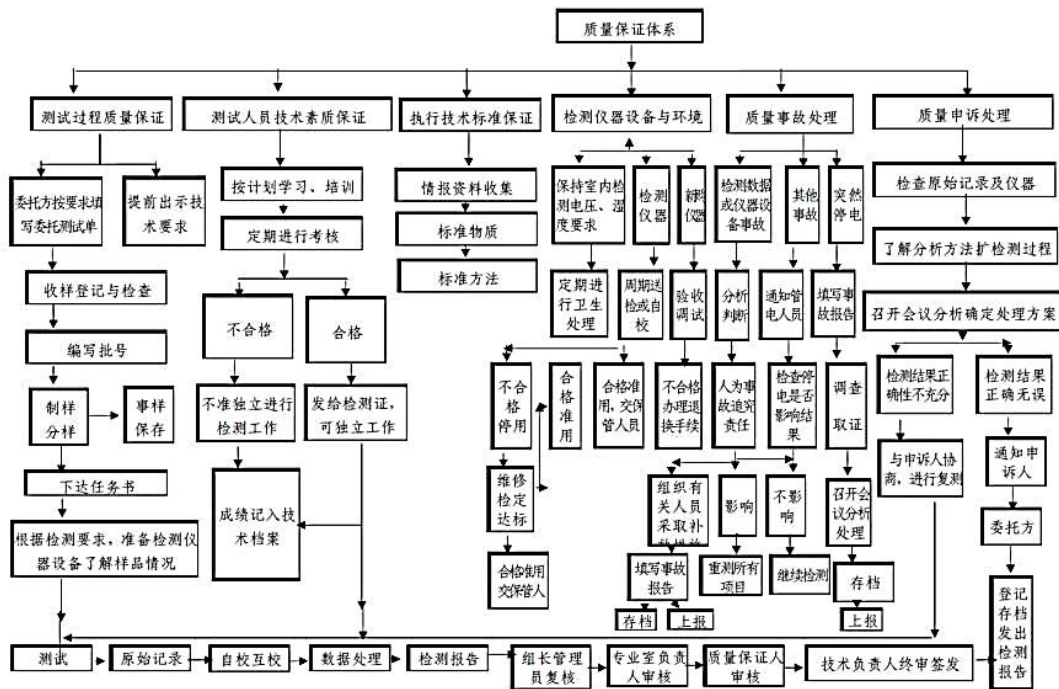 质量保证体系
测试过程质量保证
测试人员技术素质保证
执行技术标准保证
检测仪器设备与环境
质量事故处理
质量申诉处理
委托方按要求填
写委托测试单
提前出示技
术要求
收样登记与检查
编写批号
制样
分样
事样
保存
下达任务书
根据检测要求，准备检测仪
器设备了解样品情况
按计划学习、培训
定期进行考核
不合格
合格
不准独立进行
检测工作
发给检测证，
可独立工作
成绩记入技
术档案
情报资料收集
标准物质
标准方法
保持室内检
测电压、湿
度要求
检测
仪器
仪器
定期进
行卫生
处理
周期送
检或自
校
验收
调试
不合格
停用
合格准用
合格准
用，交保
管人员
不合格
办理退
换手续
维修
检定
达标
合格准用
交保管人
检测数据
或仪器设
备事故
其他
事故
突然
停电
分析
判断
通知管
电人员
填写事
故报告
人为事
故追究
责任
检查停
电是否
影响结
果
调查
取证
组织有
关人员
采取补
影响
不影
响
召开会
议分析
处理
填写事故
报告
重测所有
项目
继续检测
存档
存档
上报
上报
检查原始记录及仪器
了解分析方法扩检测过程
召开会议分析确定处理方案
检测结果正
确性不充分
检测结果
正确无误
与申诉人协
商，进行复测
通知申
诉人
委托方
登记
存档
发出
检测
报告
测试
原始记录
自校互校
数据处理
检测报告
组长管理
员复核
专业室负责
人审核
质量保证人
审核
技术负责人终审签发